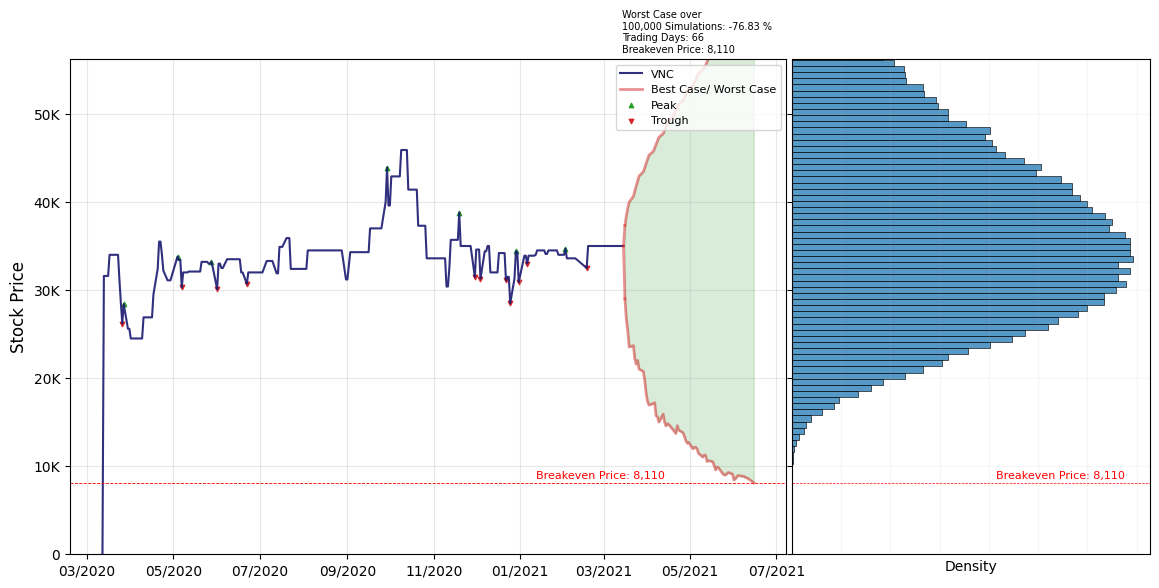 Worst Case over
100,000 Simulations: -76.83 %
Trading Days: 66
Breakeven Price: 8,110
VNC
Best Case/ Worst Case
Peak
Trough
Stock Price
50K
40K
30K
20K
10K
0
Breakeven Price: 8,110
Breakeven Price: 8,110
03/2020 05/2020 07/2020 09/2020 11/2020 01/2021 03/2021 05/2021 07/2021
Density